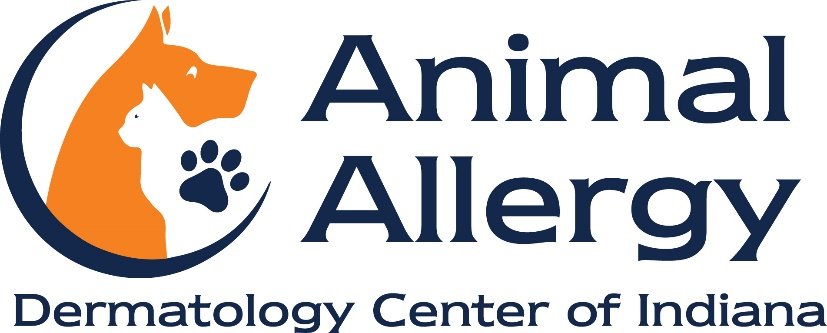 Animal
Allergy
Dermatology Center of Indiana